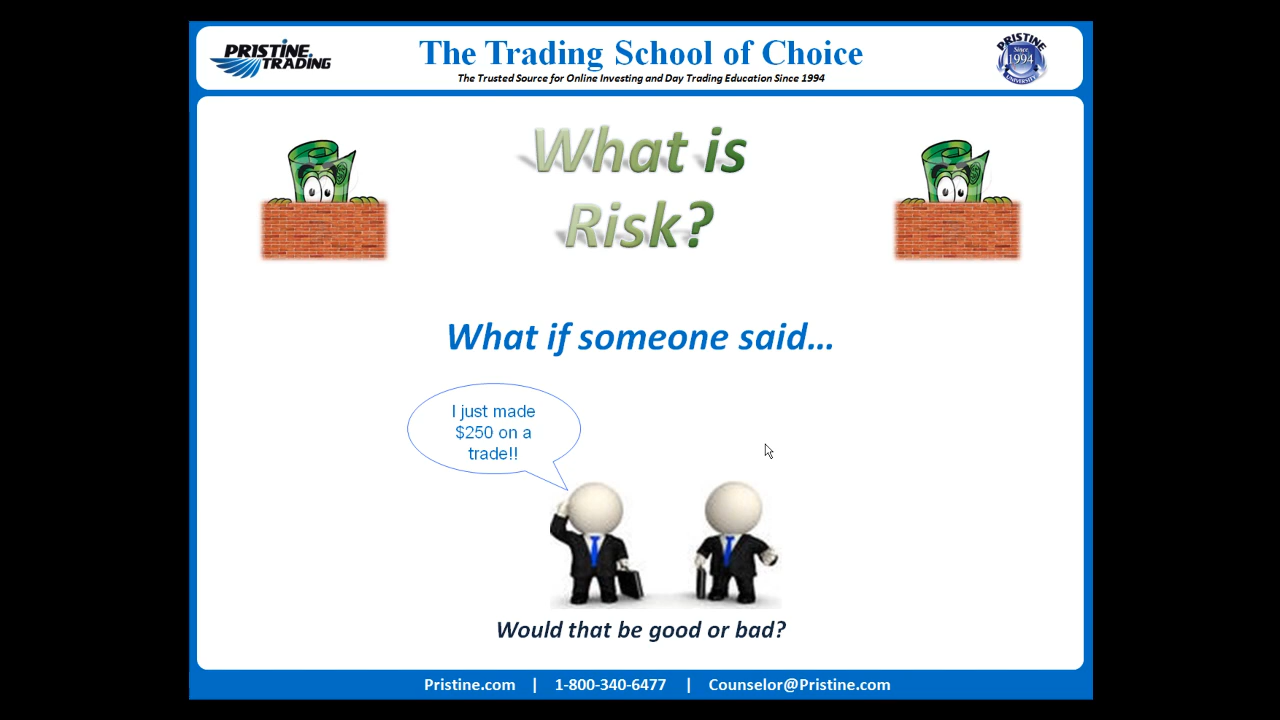 PRISTINE.
TRADING
The Trading School of Choice
The Trusted Source for Online Investing and Day Trading Education Since 1994
PRISTINE
Since
1994
UNIVERSITY
What is
Risk?
What if someone said...
I just made
$250 on a
trade!!
Would that be good or bad?
Pristine.com | 1-800-340-6477 | Counselor@Pristine.com